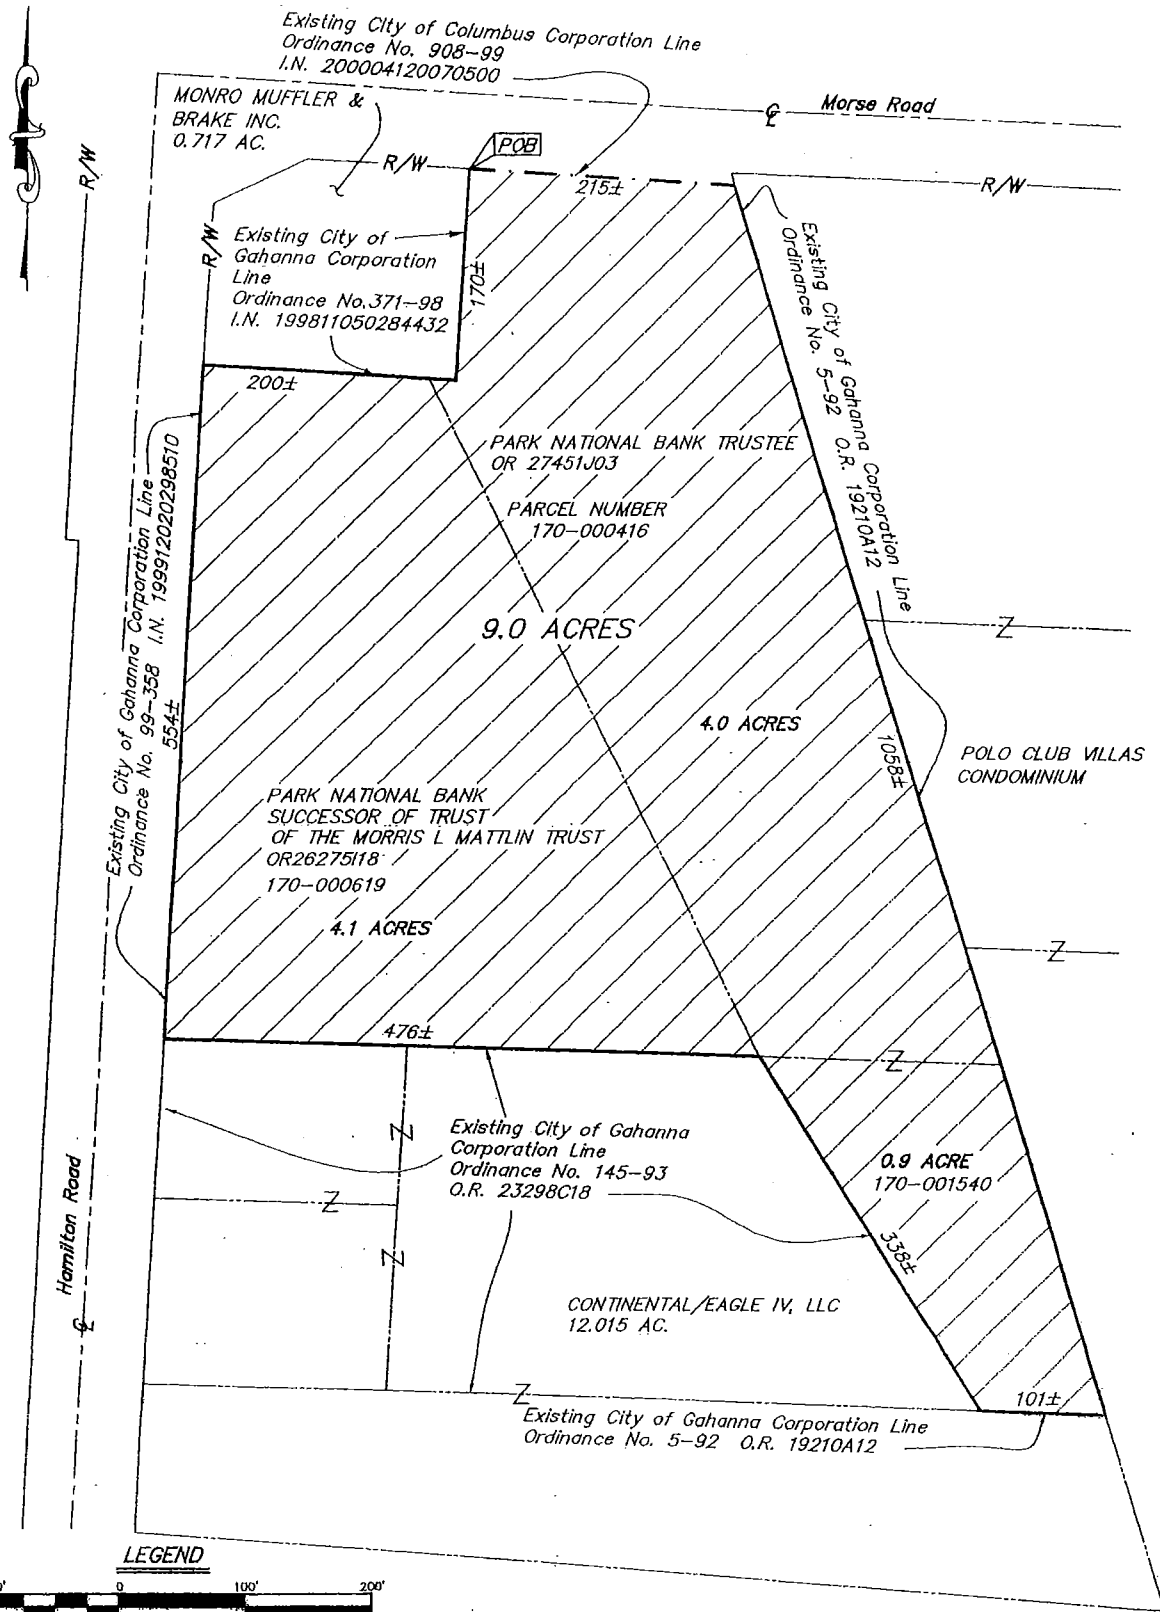 Existing City of Columbus Corporation Line
Ordinance No. 908-99
I.N. 200004120070500
MONRO MUFFLER &
BRAKE INC.
0.717 AC.
Morse Road
POB
R/W
R/W
R/W
R/W
215±
Existing City of
Gahanna Corporation
Line
Ordinance No.371-98
I.N. 199811050284432
170±
200±
Existing City of Gahanna Corporation Line
Ordinance No. 5-92 O.R. 19210A12
PARK NATIONAL BANK TRUSTEE
OR 27451J03
PARCEL NUMBER
170-000416
Existing City of Gahanna Corporation Line
Ordinance No. 99-358 I.N. 199912020298510
554±
9.0 ACRES
Z
4.0 ACRES
1058±
POLO CLUB VILLAS
CONDOMINIUM
PARK NATIONAL BANK
SUCCESSOR OF TRUST
OF THE MORRIS L MATTLIN TRUST
OR26275I18
170-000619
4.1 ACRES
Z
476±
Z
Existing City of Gahanna
Corporation Line
Ordinance No. 145-93
O.R. 23298C18
Z
Z
Z
0.9 ACRE
170-001540
338±
Hamilton Road
CONTINENTAL/EAGLE IV, LLC
12.015 AC.
Z
101±
Existing City of Gahanna Corporation Line
Ordinance No. 5-92 O.R. 19210A12
LEGEND
0 100' 200'